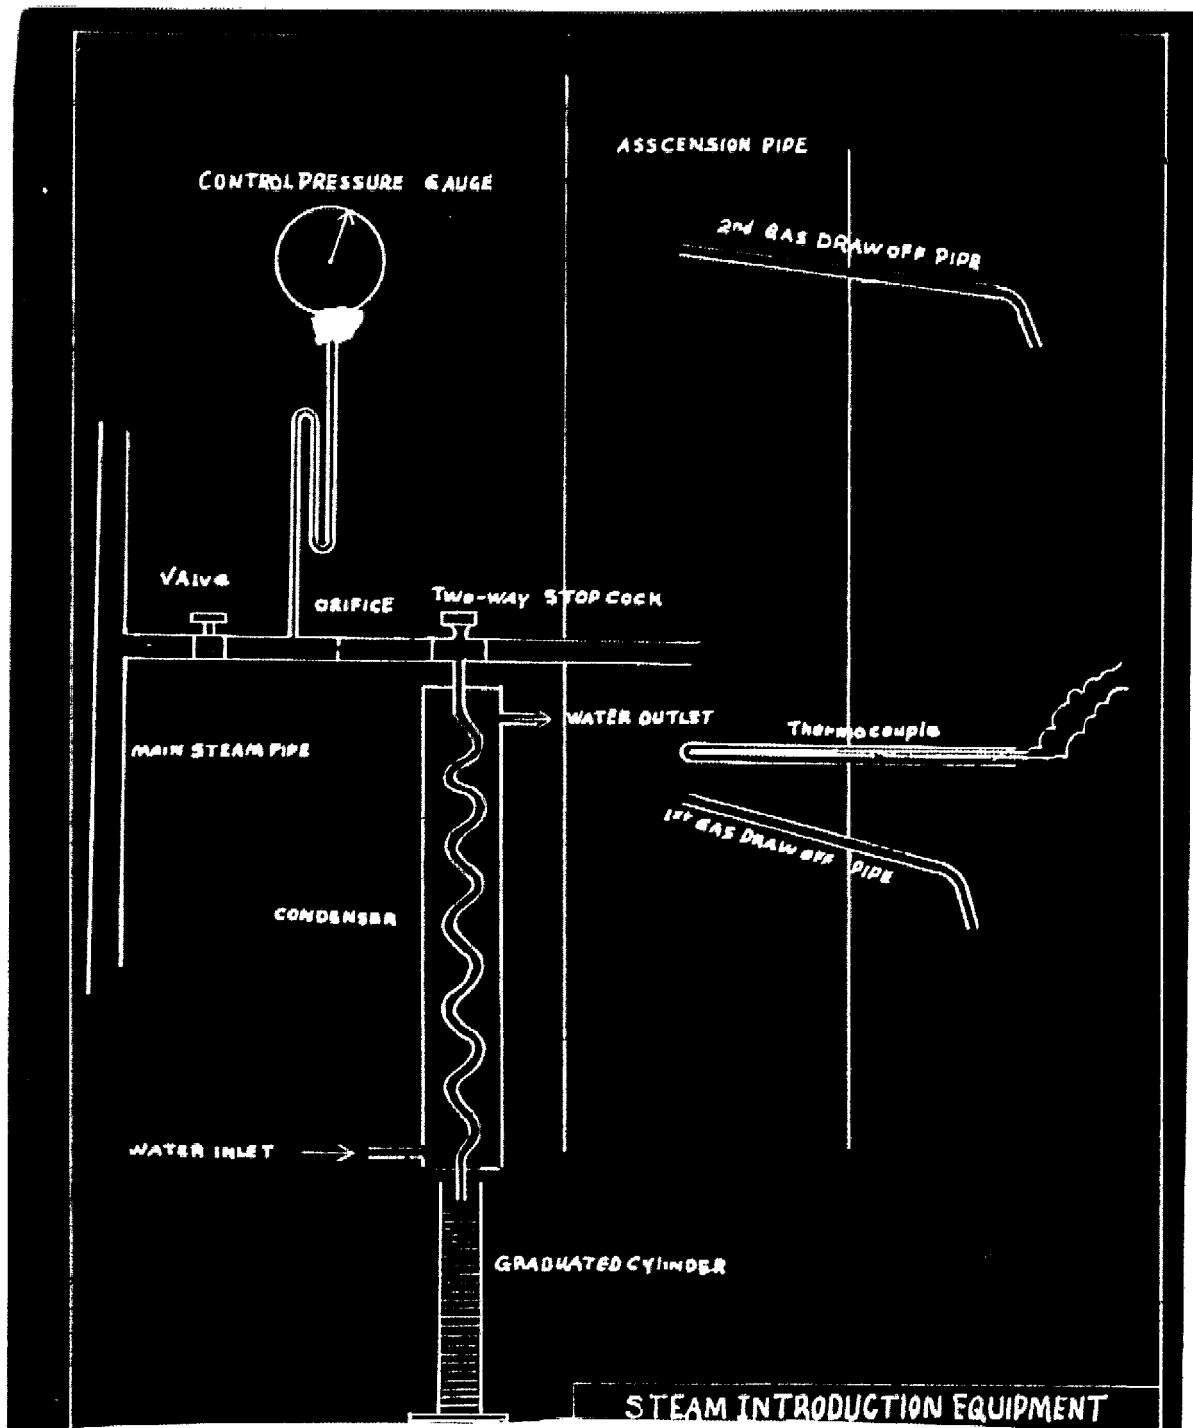 ASSCENSION PIPE
CONTROL PRESSURE GAUGE
2nd GAS DRAW OFF PIPE
VAlve
ORIFICE
TWO-WAY STOP COCK
WATER OUTLET
Thermocouple
MAIN STEAM PIPE
1st GAS DRAW OFF PIPE
CONDENSER
WATER INLET
GRADUATED CYLINDER
STEAM INTRODUCTION EQUIPMENT